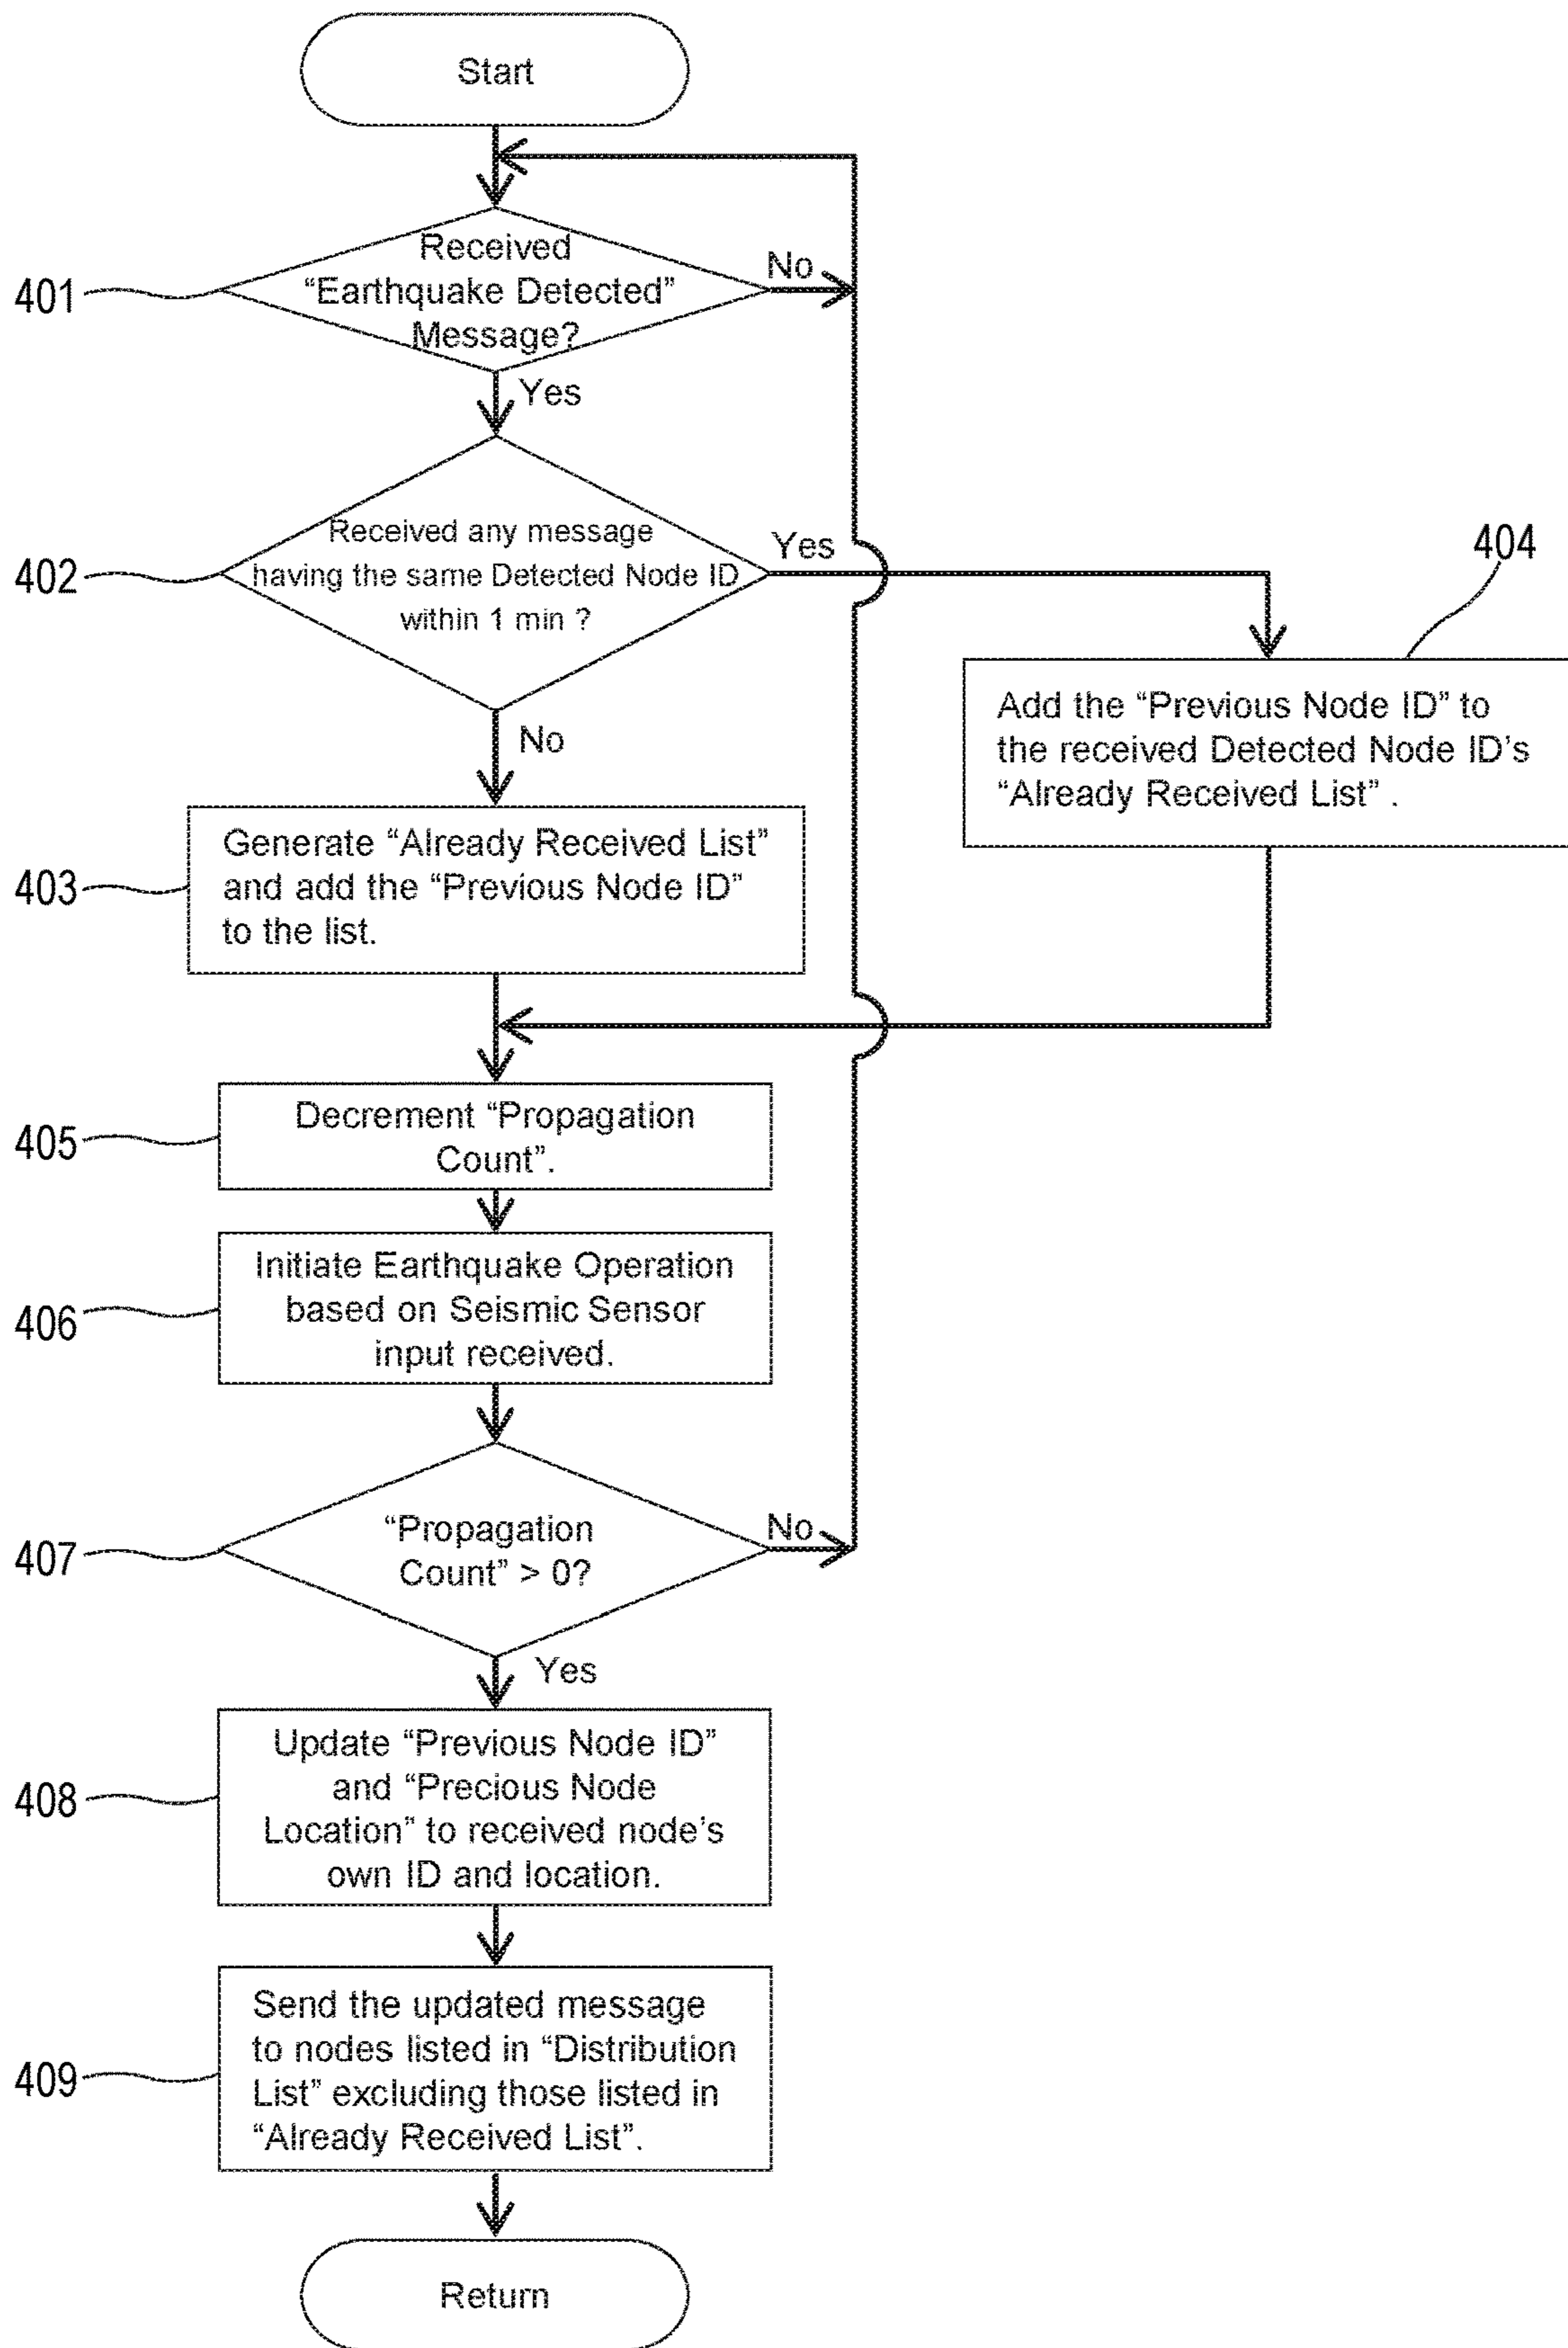 Start
Received
“Earthquake Detected”
Message?
No
401
Yes
Received any message
having the same Detected Node ID
within 1 min ?
Yes
402
404
Add the “Previous Node ID” to
the received Detected Node ID’s
“Already Received List” .
No
Generate “Already Received List”
and add the “Previous Node ID”
to the list.
403
Decrement “Propagation
Count”.
405
Initiate Earthquake Operation
based on Seismic Sensor
input received.
406
“Propagation
Count” > 0?
No
407
Yes
Update “Previous Node ID”
and “Precious Node
Location” to received node’s
own ID and location.
408
Send the updated message
to nodes listed in “Distribution
List” excluding those listed in
“Already Received List”.
409
Return